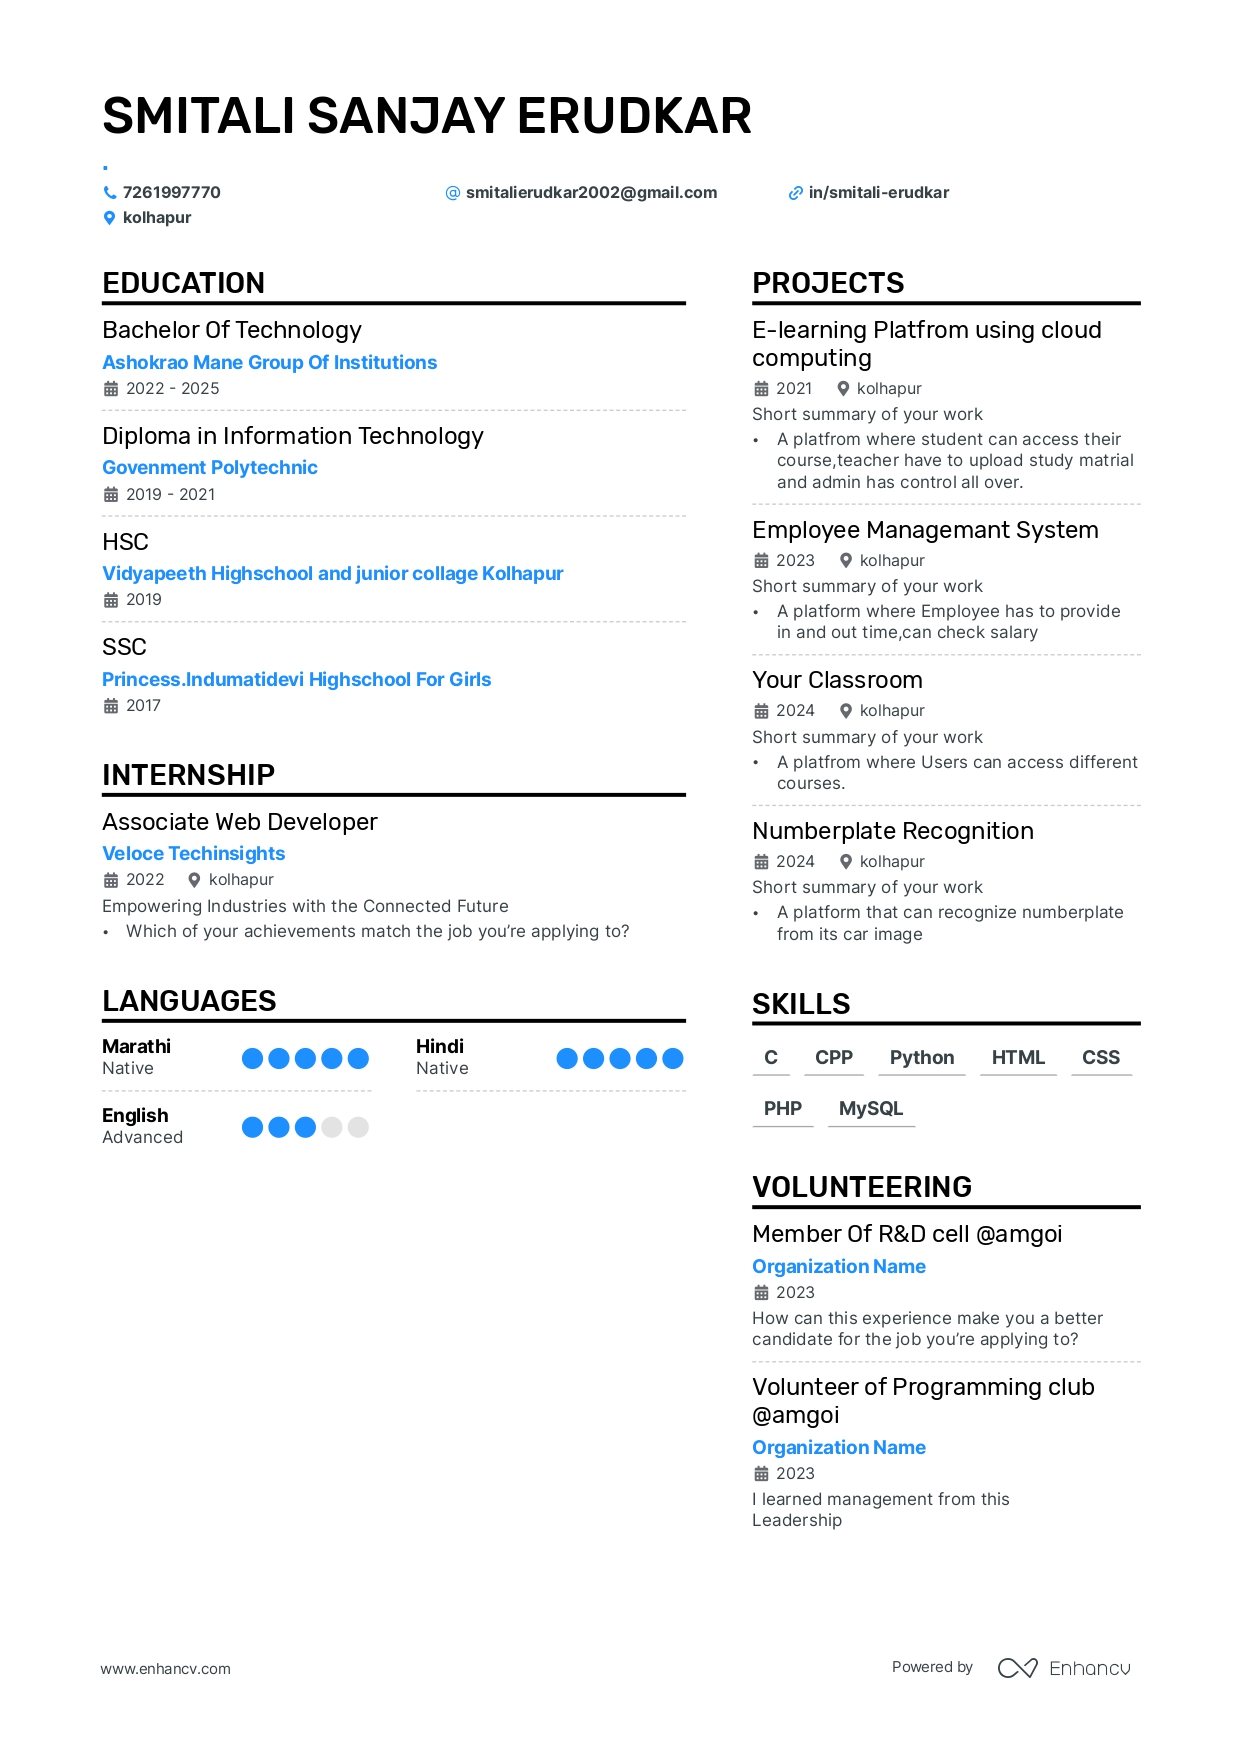 SMITALI SANJAY ERUDKAR
7261997770
smitalierudkar2002@gmail.com
in/smitali-erudkar
kolhapur
EDUCATION
Bachelor Of Technology
Ashokrao Mane Group Of Institutions
2022 - 2025
Diploma in Information Technology
Govenment Polytechnic
2019 - 2021
HSC
Vidyapeeth Highschool and junior collage Kolhapur
2019
SSC
Princess.Indumatidevi Highschool For Girls
2017
INTERNSHIP
Associate Web Developer
Veloce Techinsights
2022 kolhapur
Empowering Industries with the Connected Future
• Which of your achievements match the job you’re applying to?
LANGUAGES
Marathi
Native
Hindi
Native
English
Advanced
PROJECTS
E-learning Platfrom using cloud
computing
2021 kolhapur
Short summary of your work
• A platfrom where student can access their
course,teacher have to upload study matrial
and admin has control all over.
Employee Managemant System
2023 kolhapur
Short summary of your work
• A platform where Employee has to provide
in and out time,can check salary
Your Classroom
2024 kolhapur
Short summary of your work
• A platfrom where Users can access different
courses.
Numberplate Recognition
2024 kolhapur
Short summary of your work
• A platform that can recognize numberplate
from its car image
SKILLS
C CPP Python HTML CSS
PHP MySQL
VOLUNTEERING
Member Of R&D cell @amgoi
Organization Name
2023
How can this experience make you a better
candidate for the job you’re applying to?
Volunteer of Programming club
@amgoi
Organization Name
2023
I learned management from this
Leadership
www.enhancv.com
Powered by Enhancv